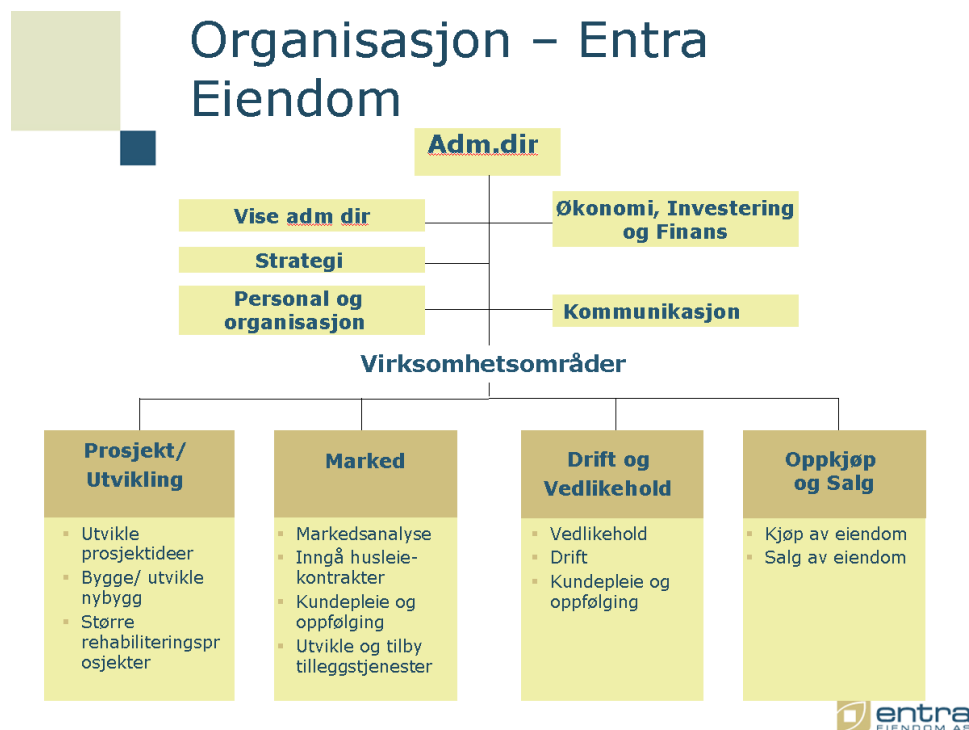 Organisasjon – Entra
Eiendom
Adm.dir
Vise adm dir
Økonomi, Investering
og Finans
Strategi
Personal og
organisasjon
Kommunikasjon
Virksomhetsområder
Prosjekt/
Utvikling
Utvikle
prosjektideer
Bygge/ utvikle
nybygg
Større
rehabiliteringspr
osjekter
Marked
Markedsanalyse
Inngå husleie-
kontrakter
Kundepleie og
oppfølging
Utvikle og tilby
tilleggstjenester
Drift og
Vedlikehold
Vedlikehold
Drift
Kundepleie og
oppfølging
Oppkjøp
og Salg
Kjøp av eiendom
Salg av eiendom
entra
EIENDOM AS